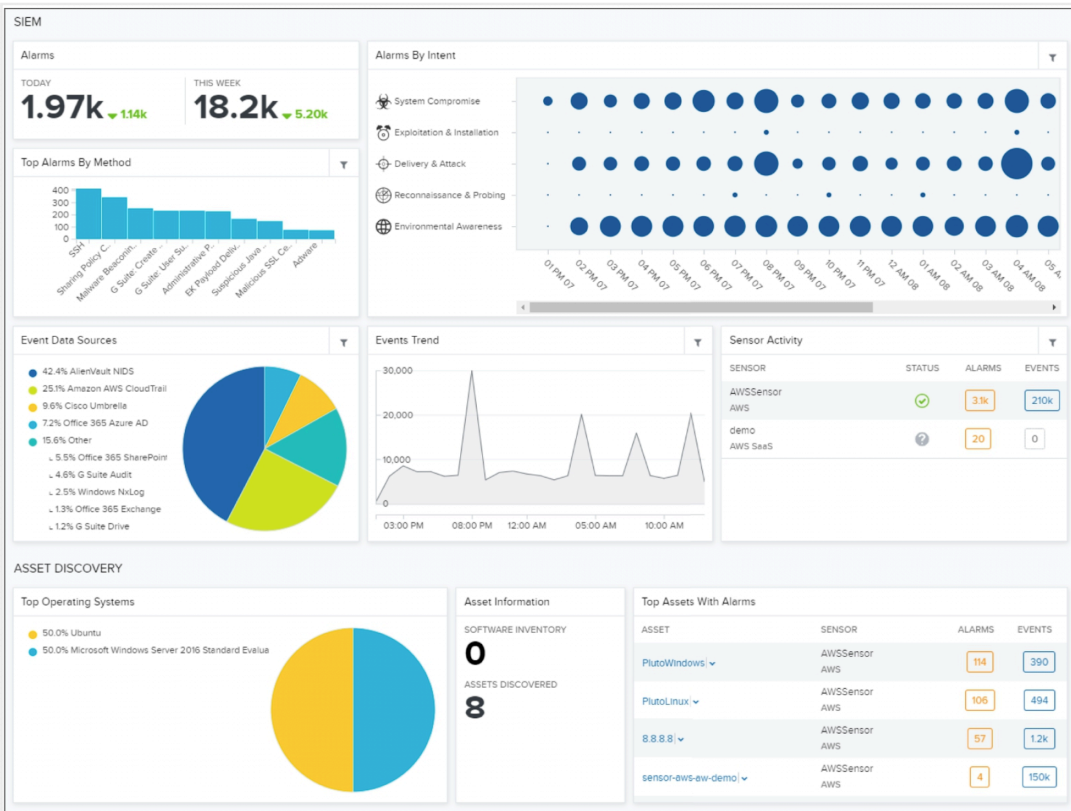 SIEM
Alarms
TODAY
1.97k 1.14k
THIS WEEK
18.2k 5.20k
Top Alarms By Method
400
300
200
100
0
SSH
Sharing Policy C..
Malware Beaconin..
G Suite: Create ..
G Suite: User Su..
Administrative P..
EK Payload Deliv..
Suspicious Java ..
Malicious SSL Ce..
Adware
Alarms By Intent
System Compromise
Exploitation & Installation
Delivery & Attack
Reconnaissance & Probing
Environmental Awareness
01 PM 07
02 PM 07
03 PM 07
04 PM 07
05 PM 07
06 PM 07
07 PM 07
08 PM 07
09 PM 07
10 PM 07
11 PM 07
12 AM 08
01 AM 08
02 AM 08
03 AM 08
04 AM 08
05 A
Event Data Sources
42.4% AlienVault NIDS
25.1% Amazon AWS CloudTrail
9.6% Cisco Umbrella
7.2% Office 365 Azure AD
15.6% Other
5.5% Office 365 SharePoint
4.6% G Suite Audit
2.5% Windows NxLog
1.3% Office 365 Exchange
1.2% G Suite Drive
Events Trend
30,000
20,000
10,000
0
03:00 PM 08:00 PM 12:00 AM 05:00 AM 10:00 AM
Sensor Activity
SENSOR STATUS ALARMS EVENTS
AWSSensor
AWS
3.1k 210k
demo
AWS SaaS
? 20 0
ASSET DISCOVERY
Top Operating Systems
50.0% Ubuntu
50.0% Microsoft Windows Server 2016 Standard Evalua
Asset Information
SOFTWARE INVENTORY
0
ASSETS DISCOVERED
8
Top Assets With Alarms
ASSET SENSOR ALARMS EVENTS
PlutoWindows AWSSensor 114 390
AWS
PlutoLinux AWSSensor 106 494
AWS
8.8.8.8 AWSSensor 57 1.2k
AWS
sensor-aws-aw-demo AWSSensor 4 150k
AWS